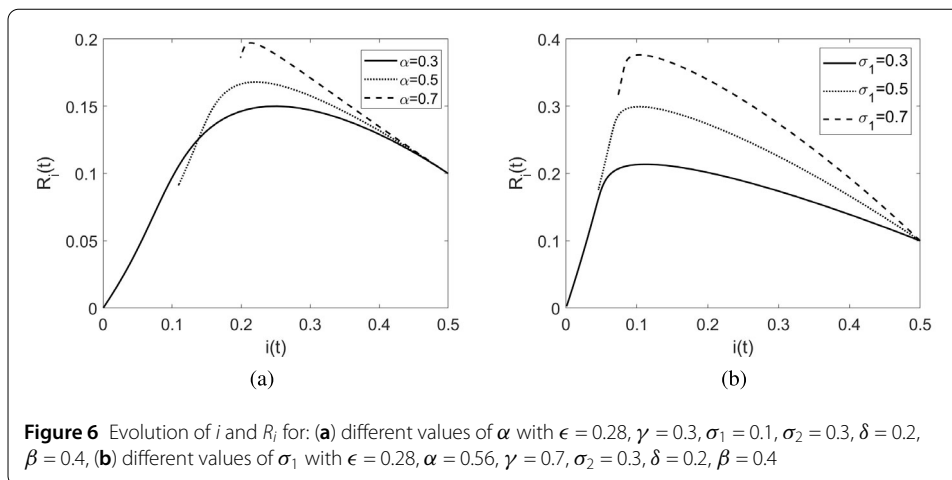 0.2
0.15
0.1
0.05
0
R_i(t)
0 0.1 0.2 0.3 0.4 0.5
i(t)
α=0.3
α=0.5
α=0.7
(a)
0.4
0.3
0.2
0.1
0
R_i(t)
0 0.1 0.2 0.3 0.4 0.5
i(t)
σ_1=0.3
σ_1=0.5
σ_1=0.7
(b)
Figure 6 Evolution of i and R_i for: (a) different values of α with ϵ = 0.28, γ = 0.3, σ_1 = 0.1, σ_2 = 0.3, δ = 0.2,
β = 0.4, (b) different values of σ_1 with ϵ = 0.28, α = 0.56, γ = 0.7, σ_2 = 0.3, δ = 0.2, β = 0.4